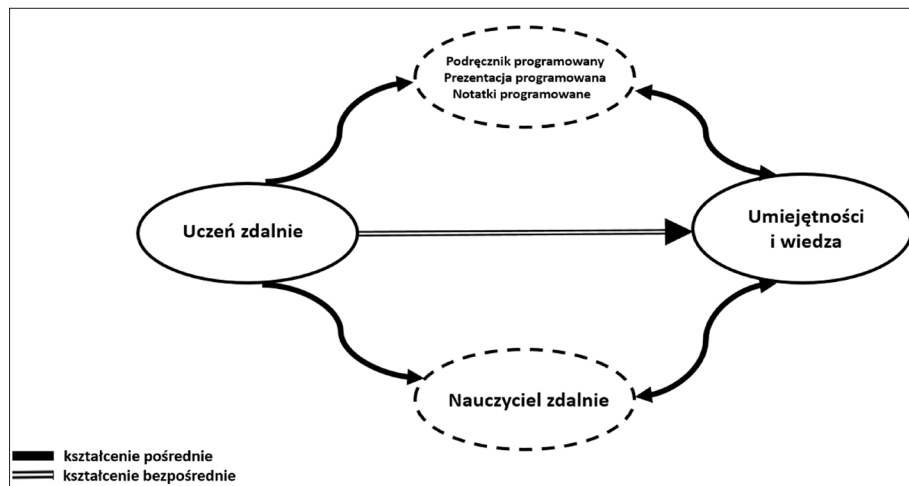 Podręcznik programowany
Prezentacja programowana
Notatki programowane
Uczeń zdalnie
Umiejętności
i wiedza
Nauczyciel zdalnie
kształcenie pośrednie
kształcenie bezpośrednie